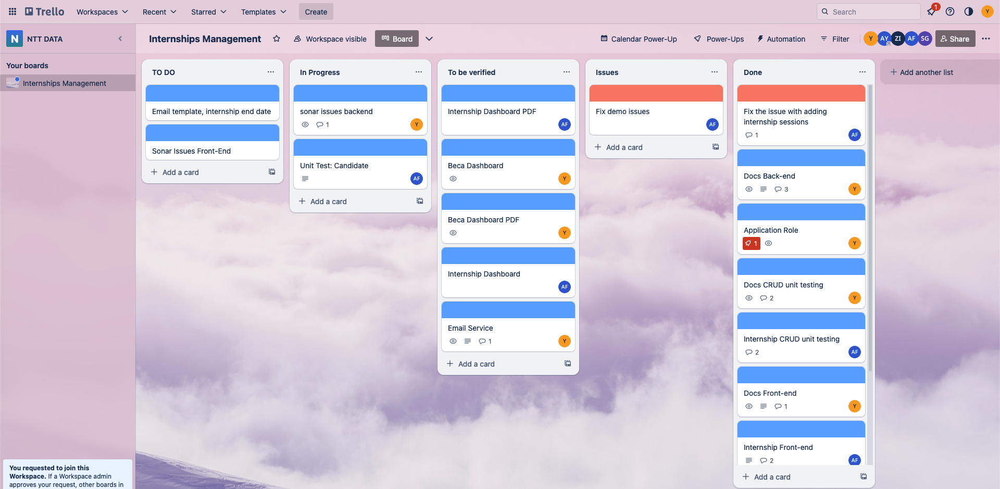 Trello
Workspaces
Recent
Starred
Templates
Create
Search
1
Y
N
NTT DATA
Internships Management
Workspace visible
Board
Calendar Power-Up
Power-Ups
Automation
Filter
Y
AY
ZI
AF
SG
Share
Your boards
Internships Management
You requested to join this
Workspace. If a Workspace admin
approves your request, other boards in
TO DO
Email template, internship end date
Sonar Issues Front-End
Add a card
In Progress
sonar issues backend
1
Y
Unit Test: Candidate
AF
Add a card
To be verified
Internship Dashboard PDF
AF
Beca Dashboard
Y
Beca Dashboard PDF
Y
Internship Dashboard
AF
Email Service
1
Y
Add a card
Issues
Fix demo issues
AF
Add a card
Done
Fix the issue with adding
internship sessions
1
AF
Docs Back-end
3
Y
Application Role
1
Y
Docs CRUD unit testing
2
Y
Internship CRUD unit testing
2
AF
Docs Front-end
1
Y
Internship Front-end
2
AF
Add a card
Add another list